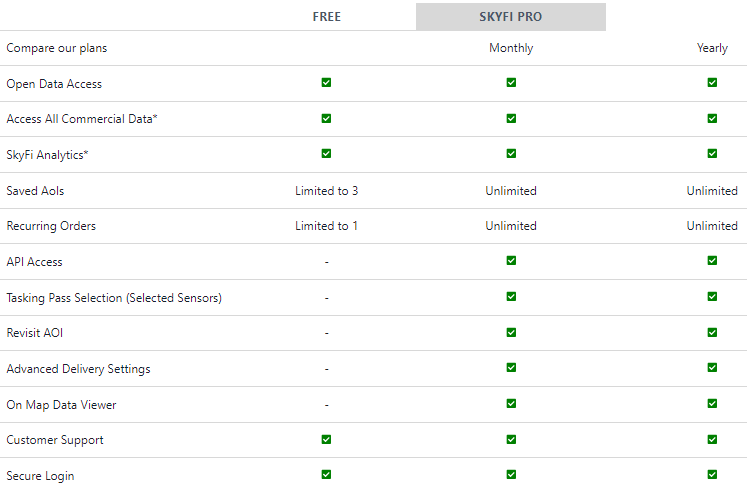 FREE SKYFI PRO
Compare our plans Monthly Yearly
Open Data Access
Access All Commercial Data*
SkyFi Analytics*
Saved AoIs Limited to 3 Unlimited Unlimited
Recurring Orders Limited to 1 Unlimited Unlimited
API Access - 
Tasking Pass Selection (Selected Sensors) -
Revisit AOI -
Advanced Delivery Settings -
On Map Data Viewer -
Customer Support
Secure Login